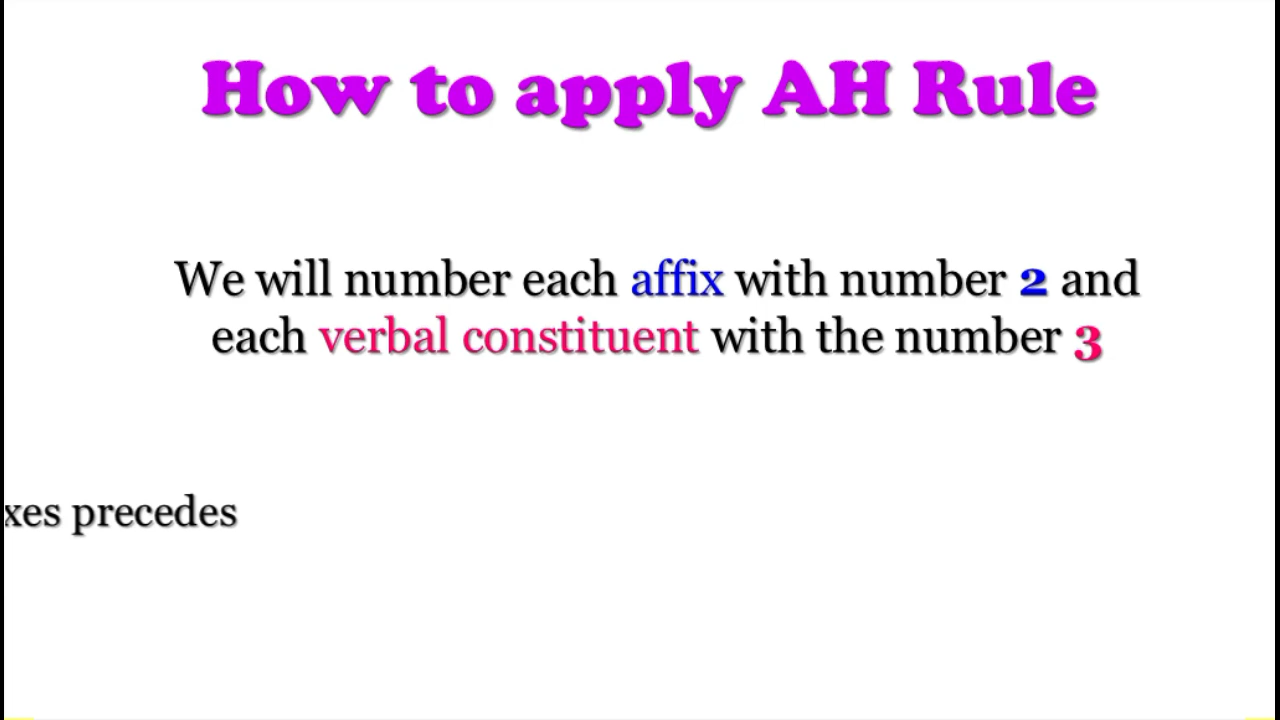 How to apply AH Rule
We will number each affix with number 2 and
each verbal constituent with the number 3
xes precedes